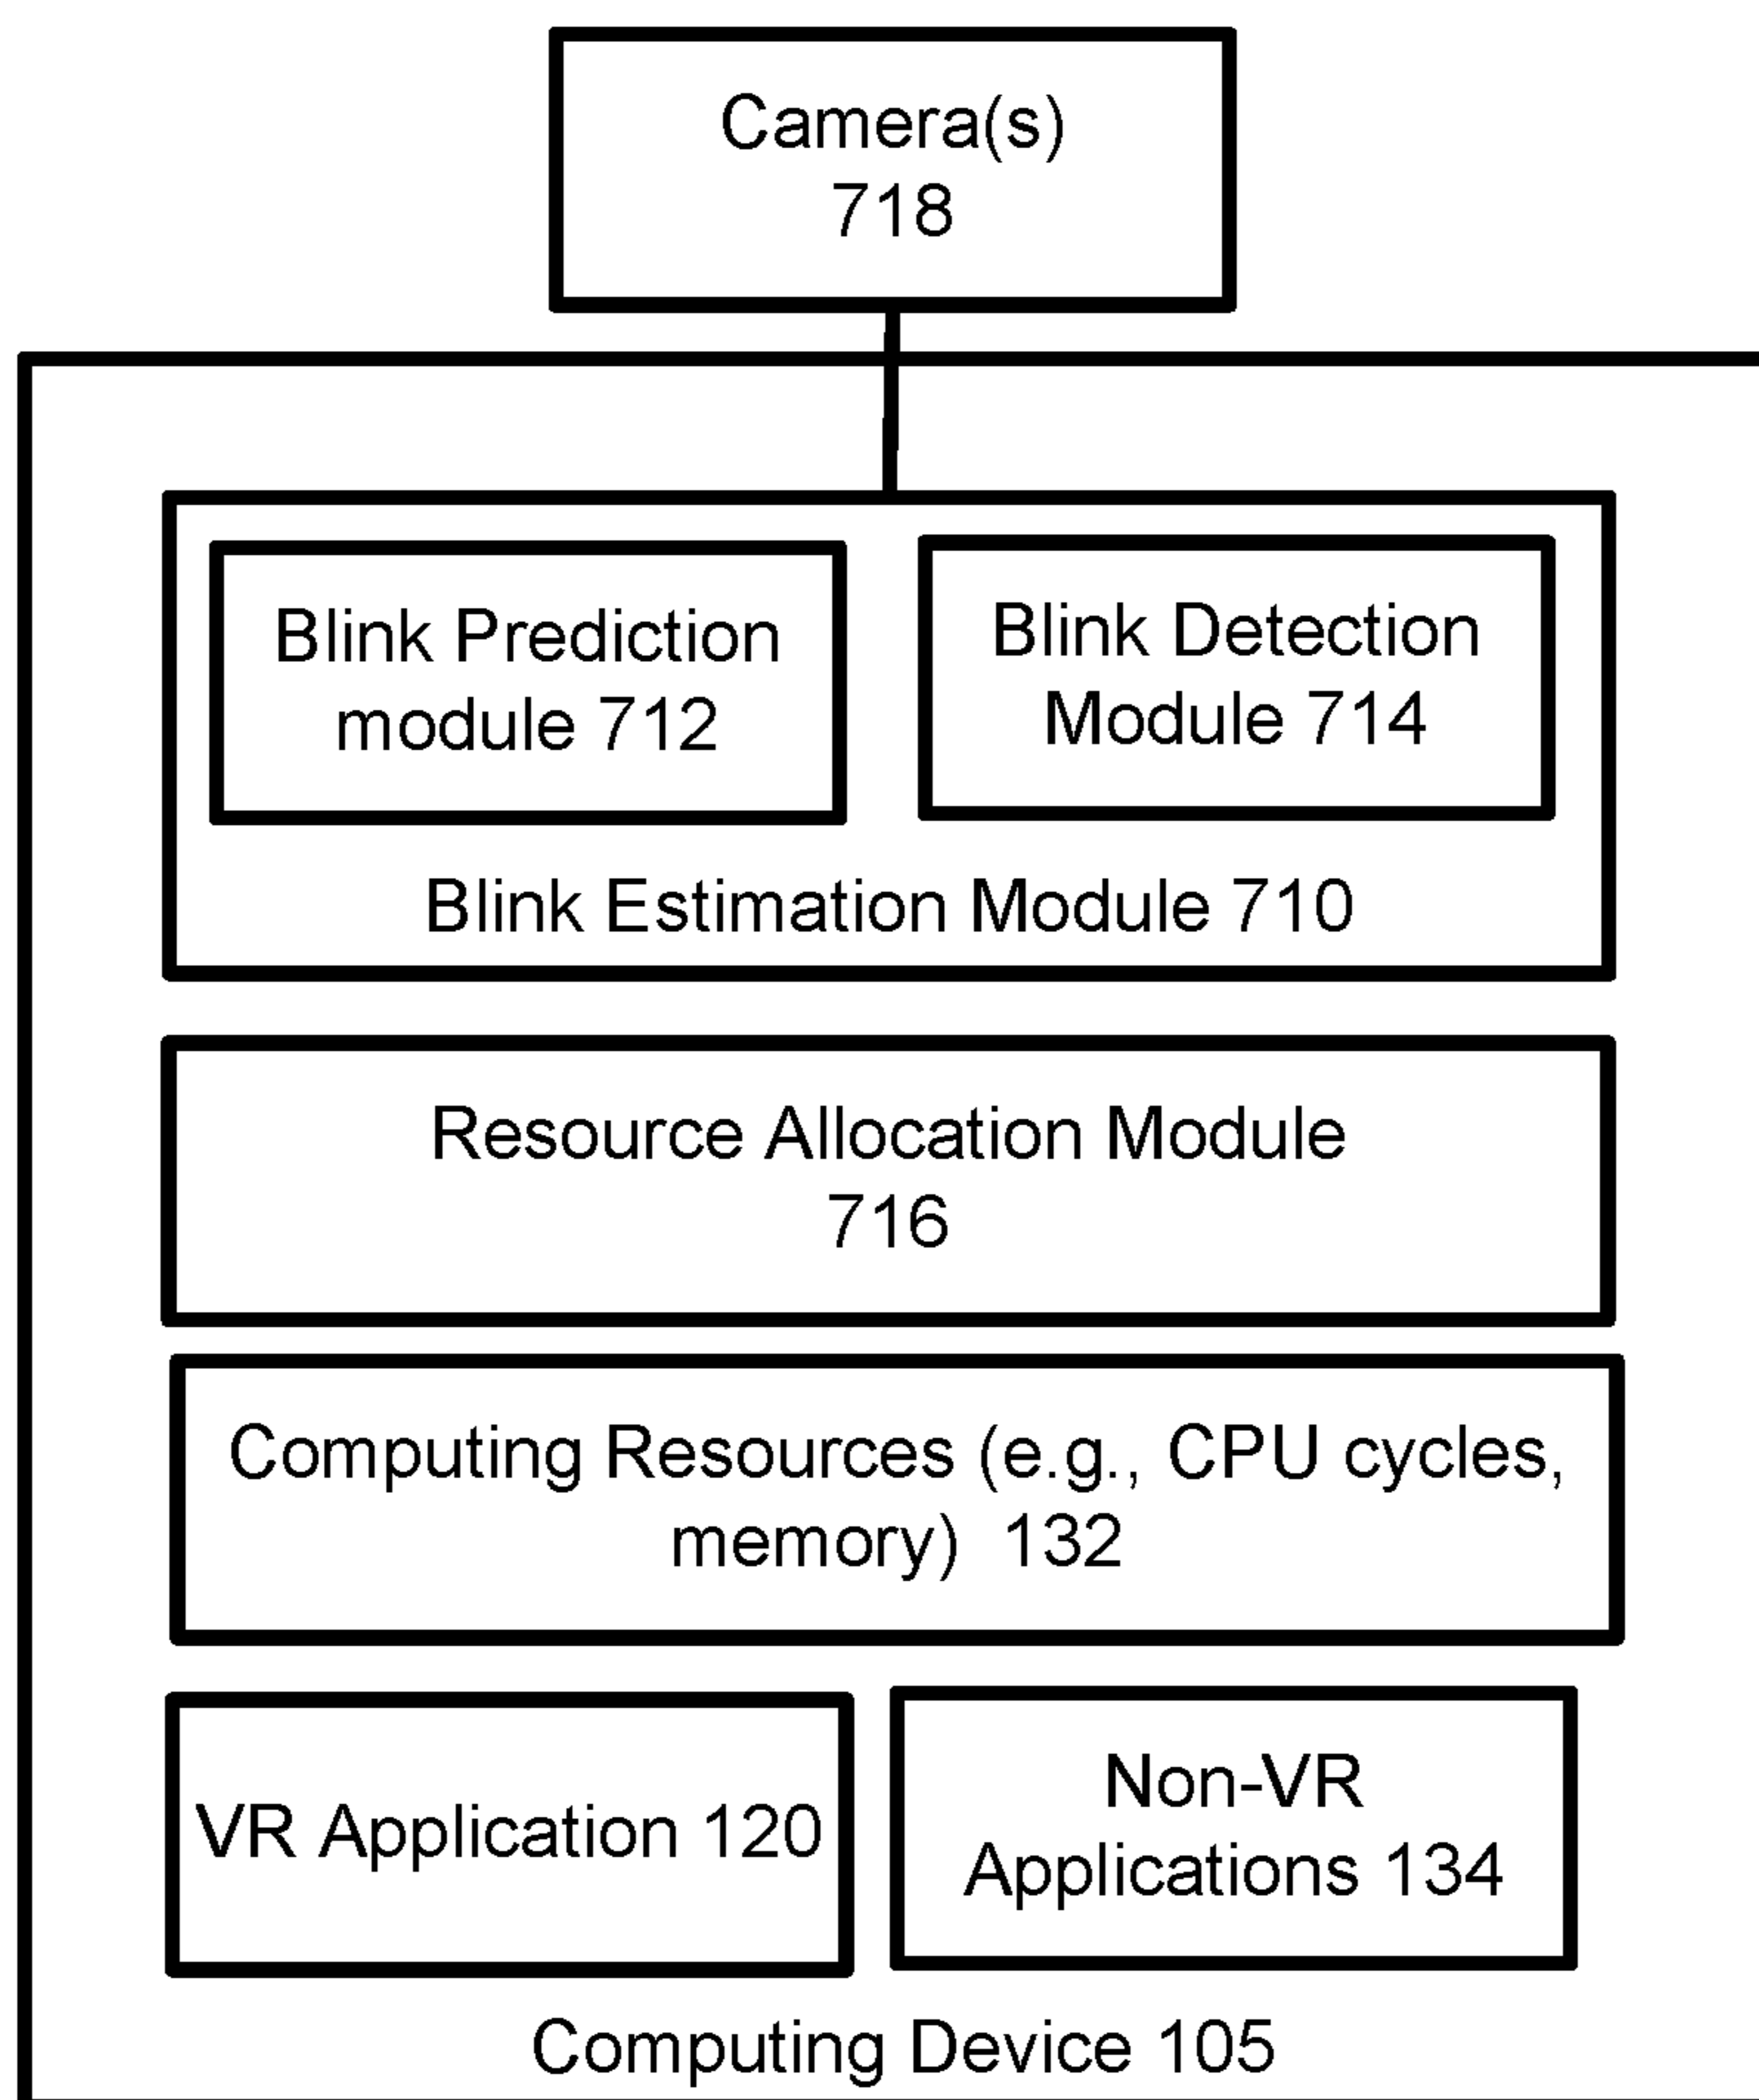 Camera(s)
718
Blink Prediction
module 712
Blink Detection
Module 714
Blink Estimation Module 710
Resource Allocation Module
716
Computing Resources (e.g., CPU cycles,
memory)  132
VR Application 120
Non-VR
Applications 134
Computing Device 105